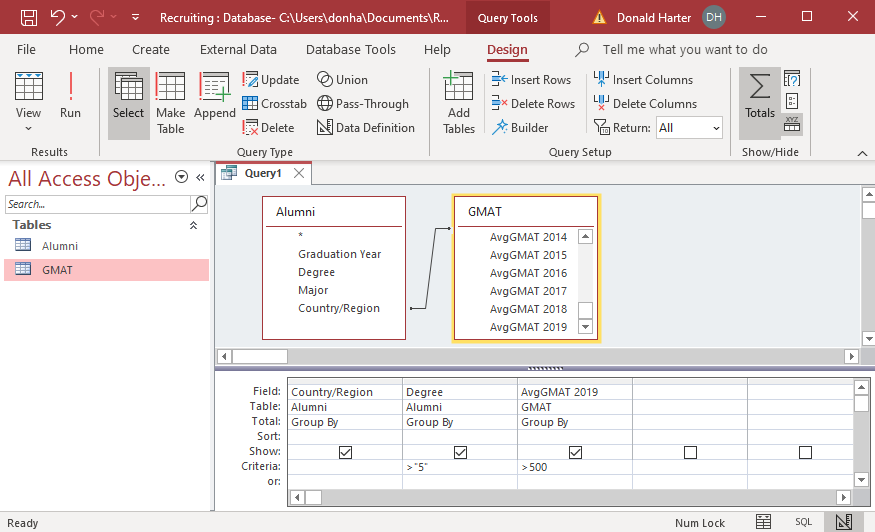 Recruiting : Database- C:\Users\donha\Documents\R... Query Tools Donald Harter DH
File Home Create External Data Database Tools Help Design Tell me what you want to do
View Run Select Make Table Append Update Crosstab Delete Union Pass-Through Data Definition Add Tables Insert Rows Delete Rows Builder Insert Columns Delete Columns Return: All Totals XYZ
Results Query Type Query Setup Show/Hide
All Access Obje... «
Search...
Tables
Alumni
GMAT
Query1
Alumni
*
Graduation Year
Degree
Major
Country/Region
GMAT
AvgGMAT 2014
AvgGMAT 2015
AvgGMAT 2016
AvgGMAT 2017
AvgGMAT 2018
AvgGMAT 2019
Field: Country/Region Degree AvgGMAT 2019
Table: Alumni Alumni GMAT
Total: Group By Group By Group By
Sort:
Show:
Criteria: >"5" >500
or:
Ready Num Lock SQL